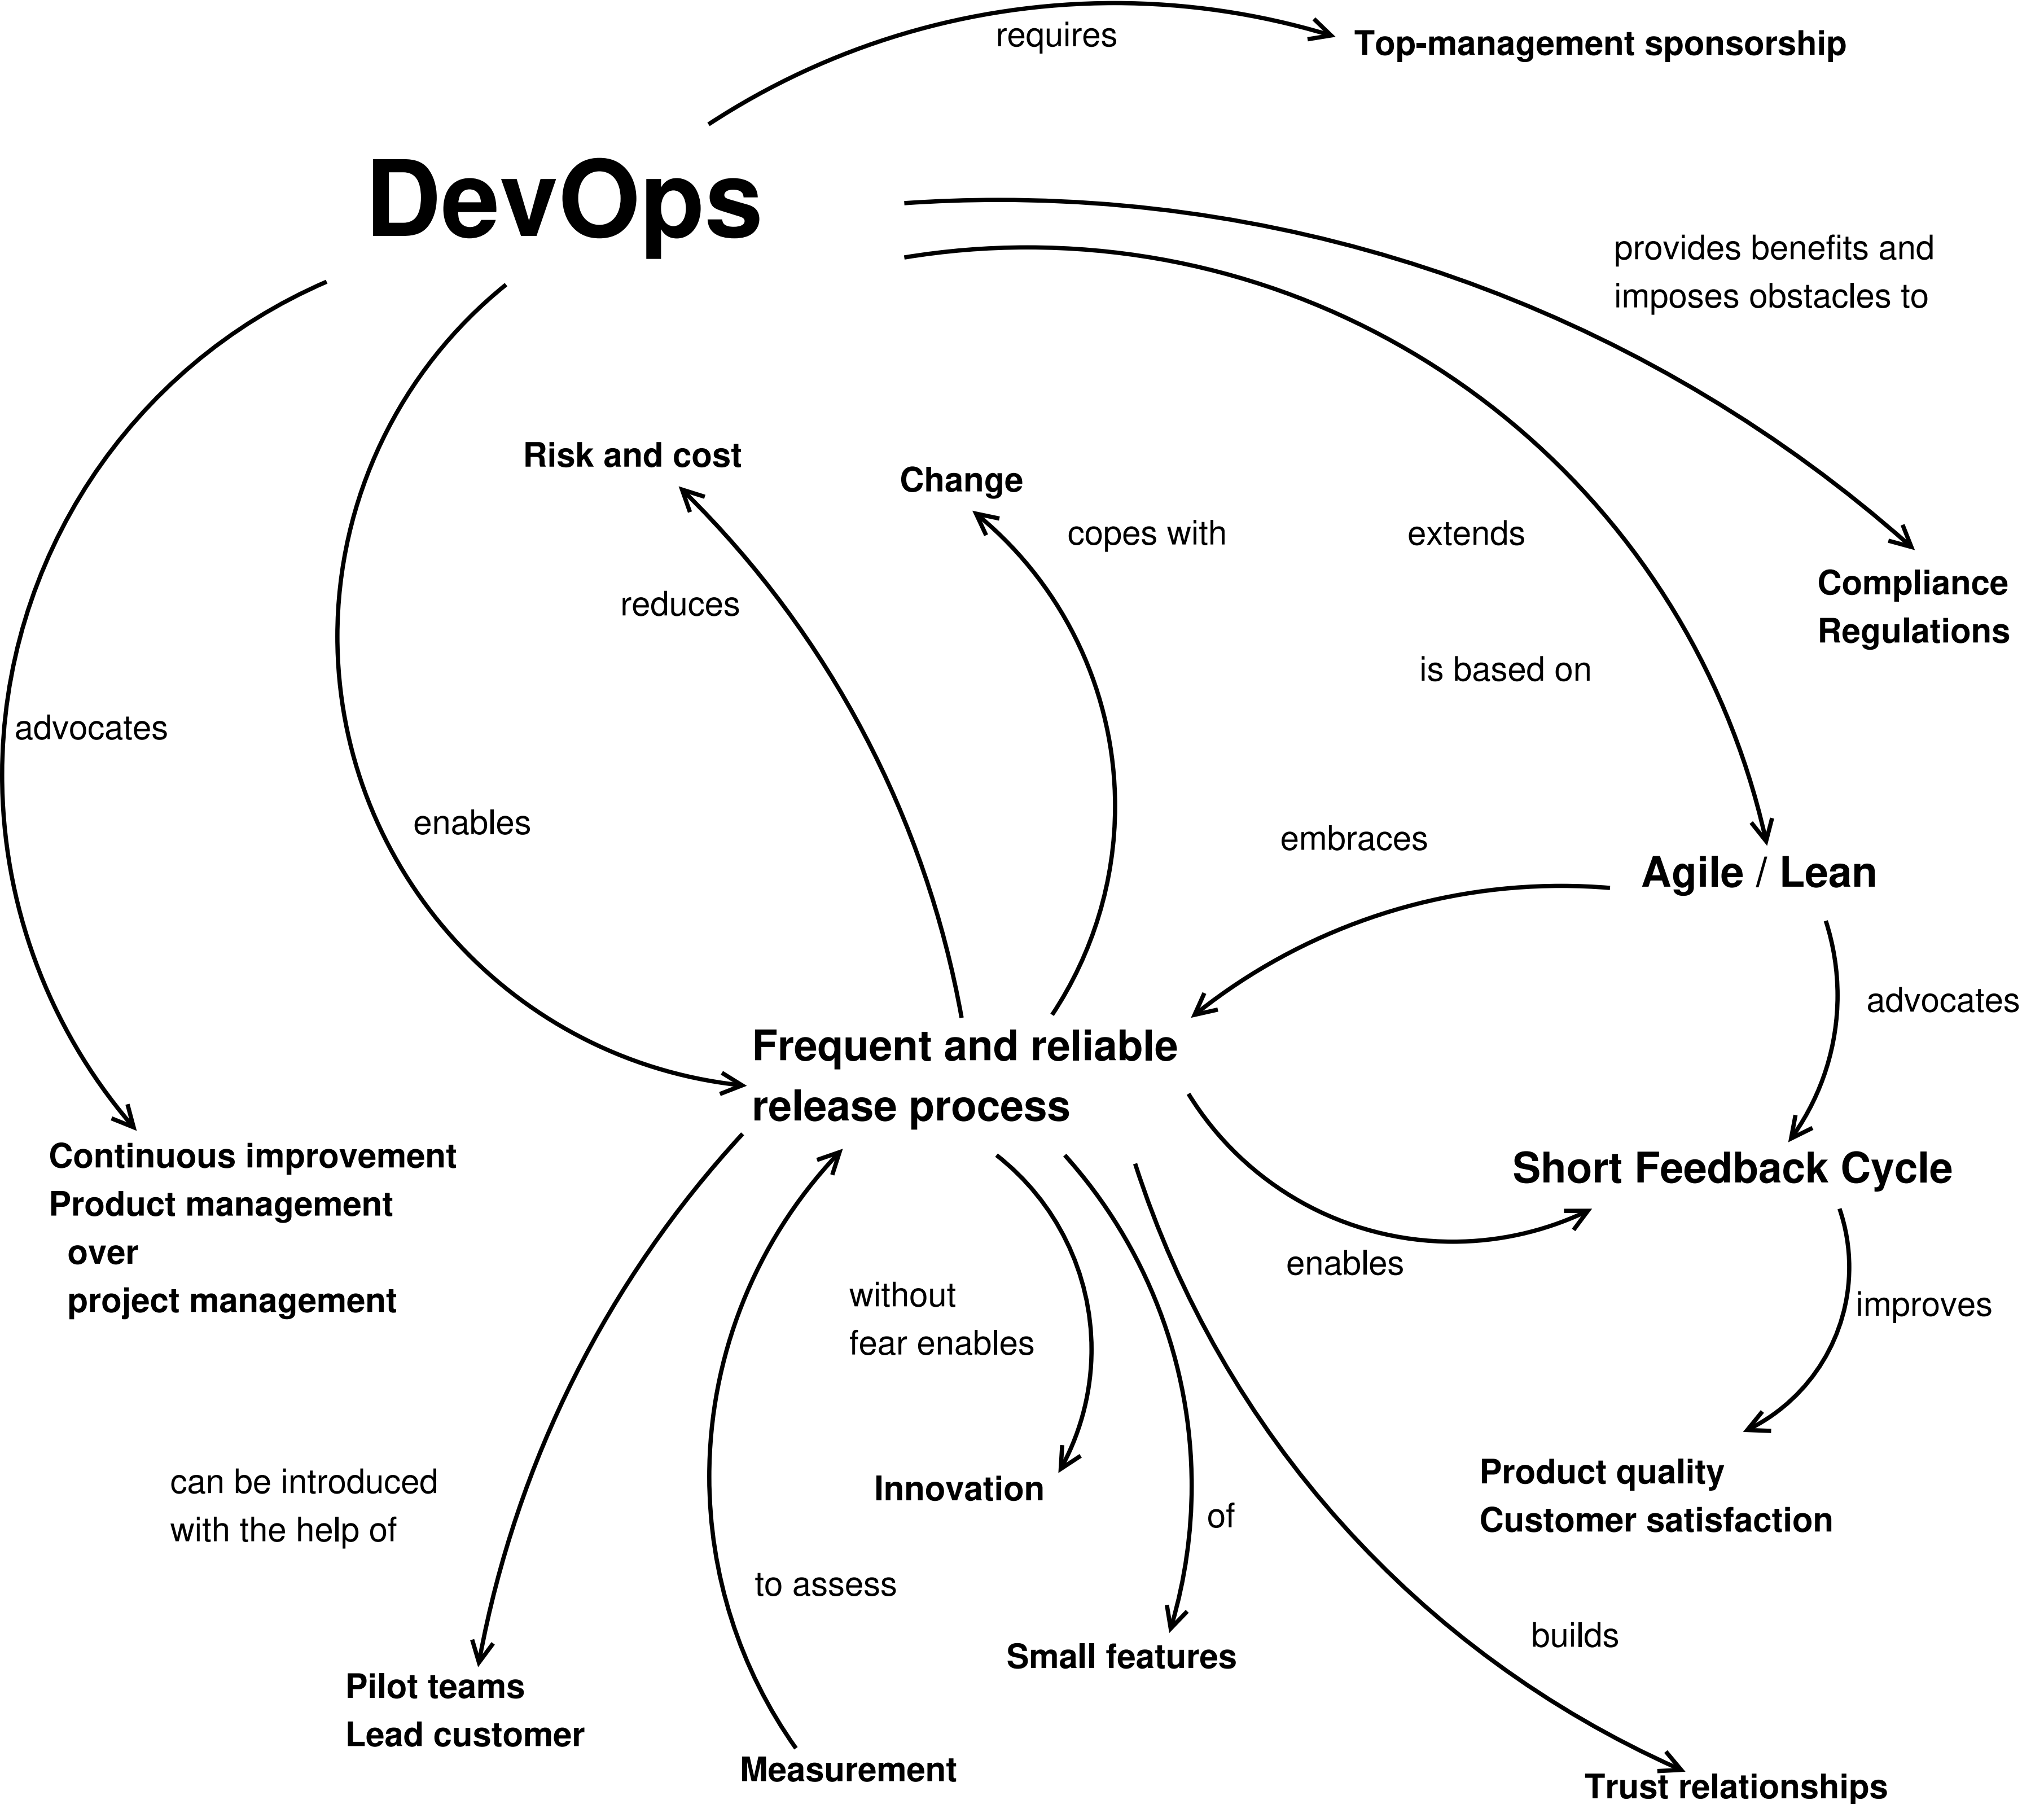 requires
Top-management sponsorship
DevOps
provides benefits and
imposes obstacles to
Risk and cost
Change
copes with
extends
Compliance
Regulations
reduces
is based on
advocates
enables
embraces
Agile / Lean
advocates
Frequent and reliable
release process
Continuous improvement
Product management
over
project management
Short Feedback Cycle
enables
improves
without
fear enables
can be introduced
with the help of
Innovation
of
Product quality
Customer satisfaction
to assess
builds
Small features
Pilot teams
Lead customer
Measurement
Trust relationships